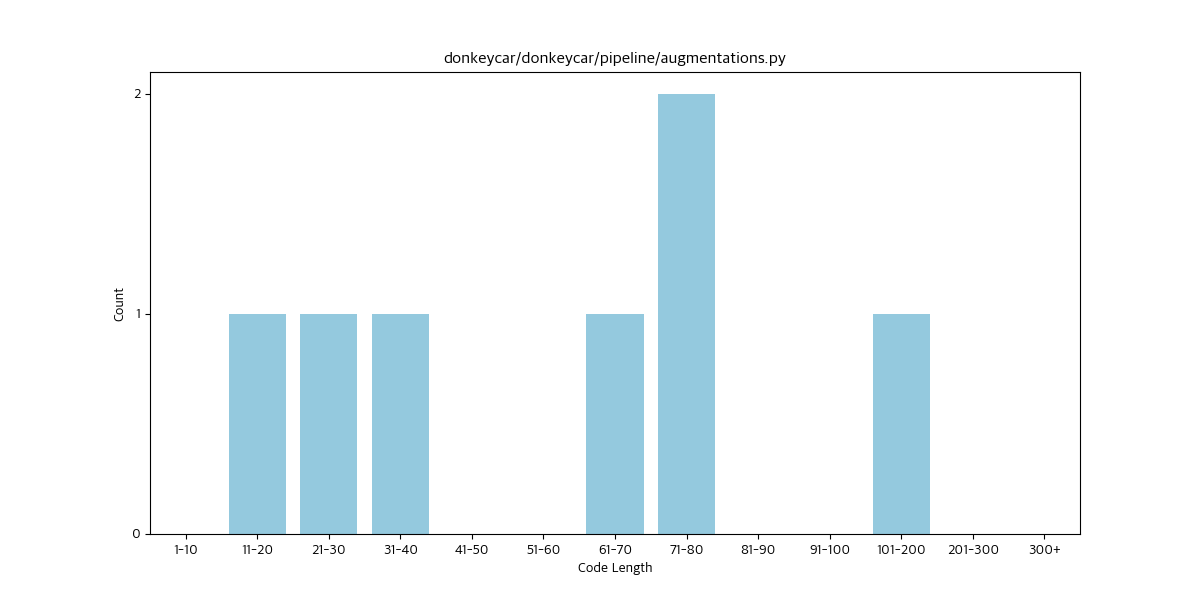 donkeycar/donkeycar/pipeline/augmentations.py
2
1
0
Count
1-10 11-20 21-30 31-40 41-50 51-60 61-70 71-80 81-90 91-100 101-200 201-300 300+
Code Length